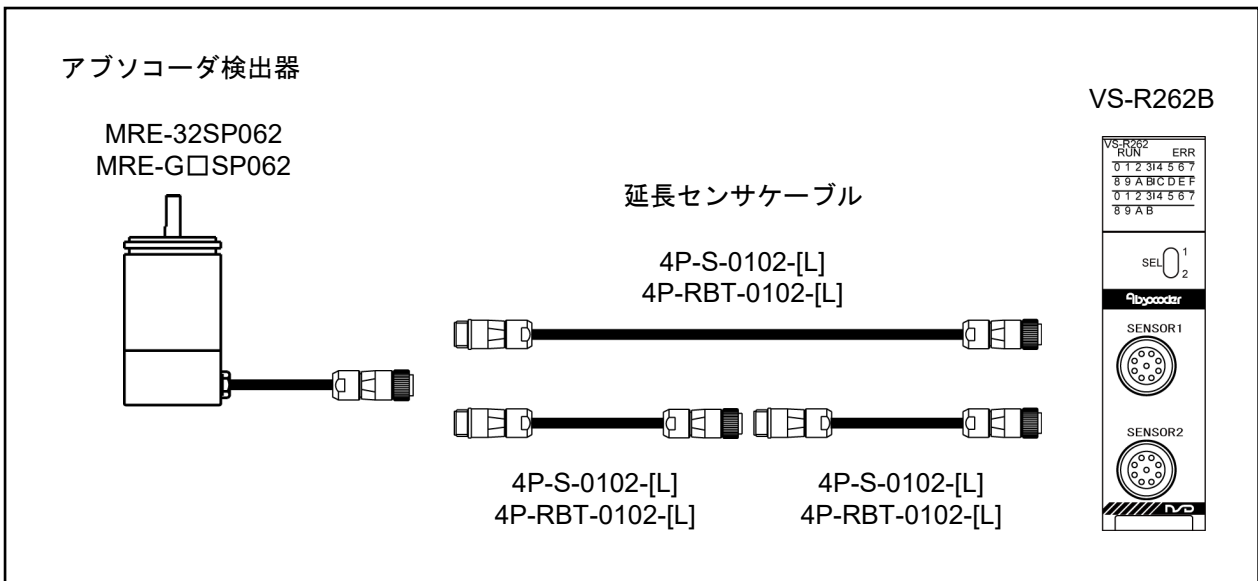 アブソコーダ検出器
MRE-32SP062
MRE-G□SP062
延長センサケーブル
4P-S-0102-[L]
4P-RBT-0102-[L]
4P-S-0102-[L]
4P-RBT-0102-[L]
4P-S-0102-[L]
4P-RBT-0102-[L]
VS-R262B
VS-R262
RUN ERR
0 1 2 3 4 5 6 7
8 9 A B C D E F
0 1 2 3 4 5 6 7
8 9 A B
SEL 1
2
Absocoder
SENSOR1
SENSOR2
NSD